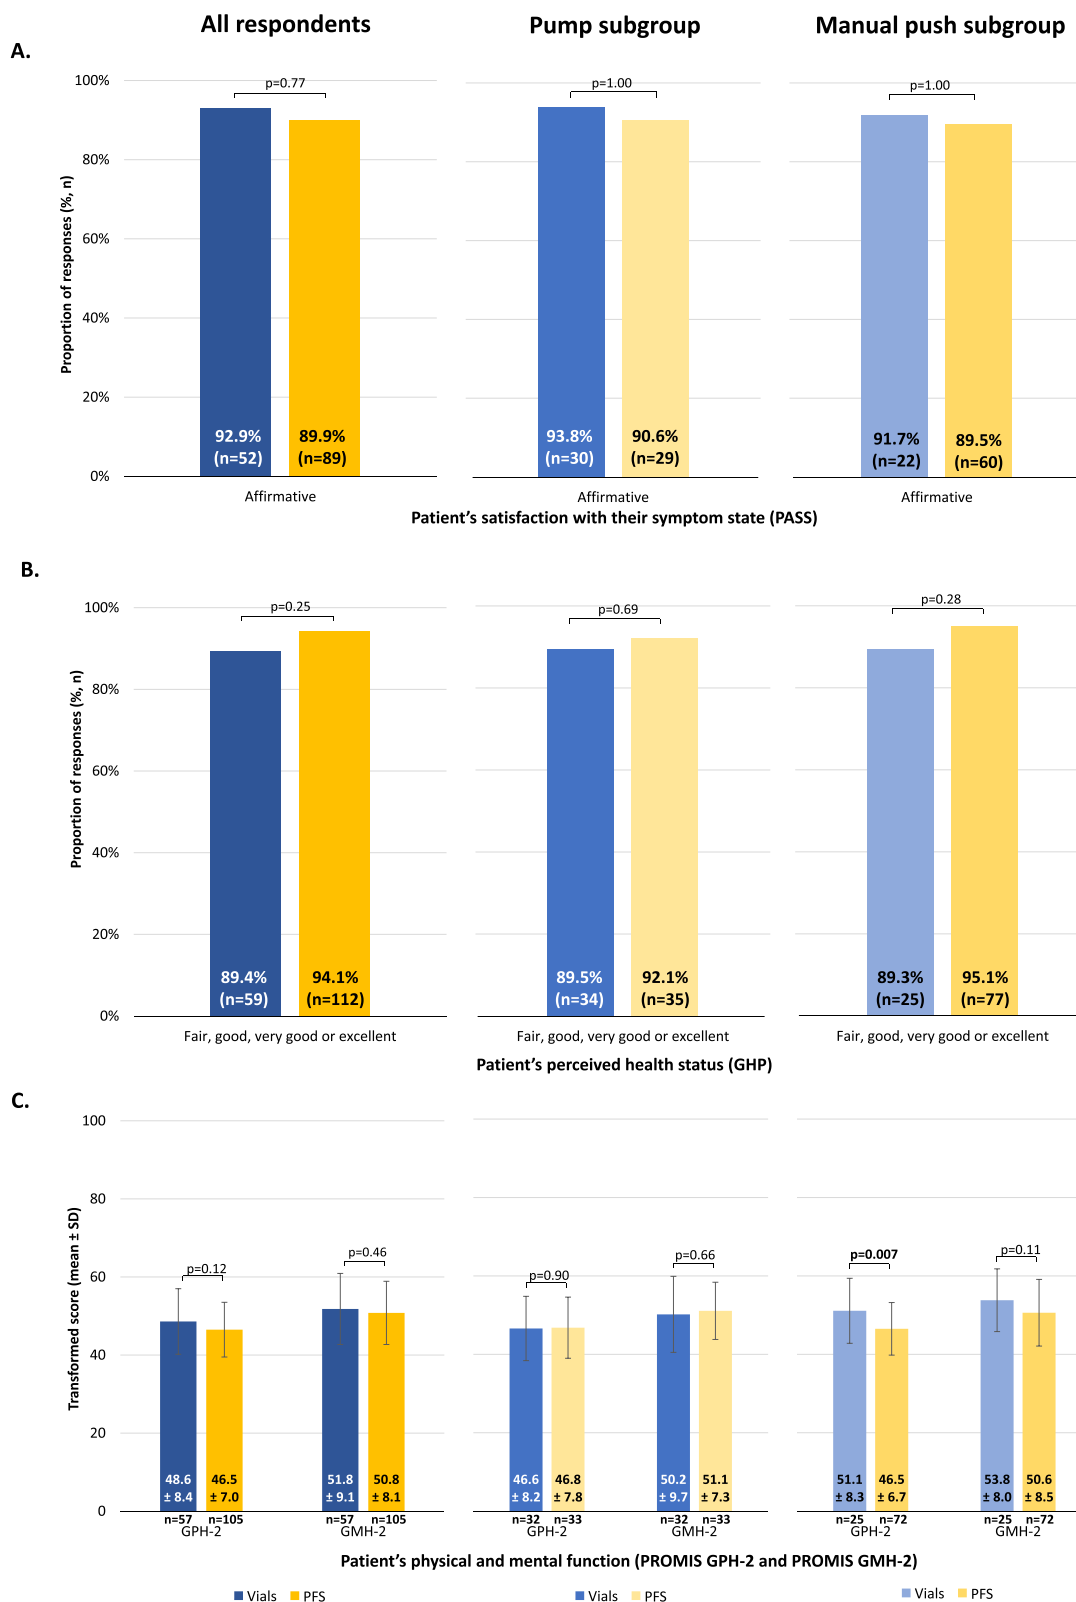 All respondents
Pump subgroup
Manual push subgroup
A.
Proportion of responses (%, n)
100%
80%
60%
40%
20%
0%
p=0.77
92.9%
(n=52)
89.9%
(n=89)
Affirmative
p=1.00
93.8%
(n=30)
90.6%
(n=29)
Affirmative
p=1.00
91.7%
(n=22)
89.5%
(n=60)
Affirmative
Patient’s satisfaction with their symptom state (PASS)
B.
Proportion of responses (%, n)
100%
80%
60%
40%
20%
0%
p=0.25
89.4%
(n=59)
94.1%
(n=112)
Fair, good, very good or excellent
p=0.69
89.5%
(n=34)
92.1%
(n=35)
Fair, good, very good or excellent
p=0.28
89.3%
(n=25)
95.1%
(n=77)
Fair, good, very good or excellent
Patient’s perceived health status (GHP)
C.
Transformed score (mean ± SD)
100
80
60
40
20
0
p=0.12
48.6
± 8.4
46.5
± 7.0
n=57
n=105
GPH-2
p=0.46
51.8
± 9.1
50.8
± 8.1
n=57
n=105
GMH-2
p=0.90
46.6
± 8.2
46.8
± 7.8
n=32
n=33
GPH-2
p=0.66
50.2
± 9.7
51.1
± 7.3
n=32
n=33
GMH-2
p=0.007
51.1
± 8.3
46.5
± 6.7
n=25
n=72
GPH-2
p=0.11
53.8
± 8.0
50.6
± 8.5
n=25
n=72
GMH-2
Patient’s physical and mental function (PROMIS GPH-2 and PROMIS GMH-2)
Vials
PFS
Vials
PFS
Vials
PFS